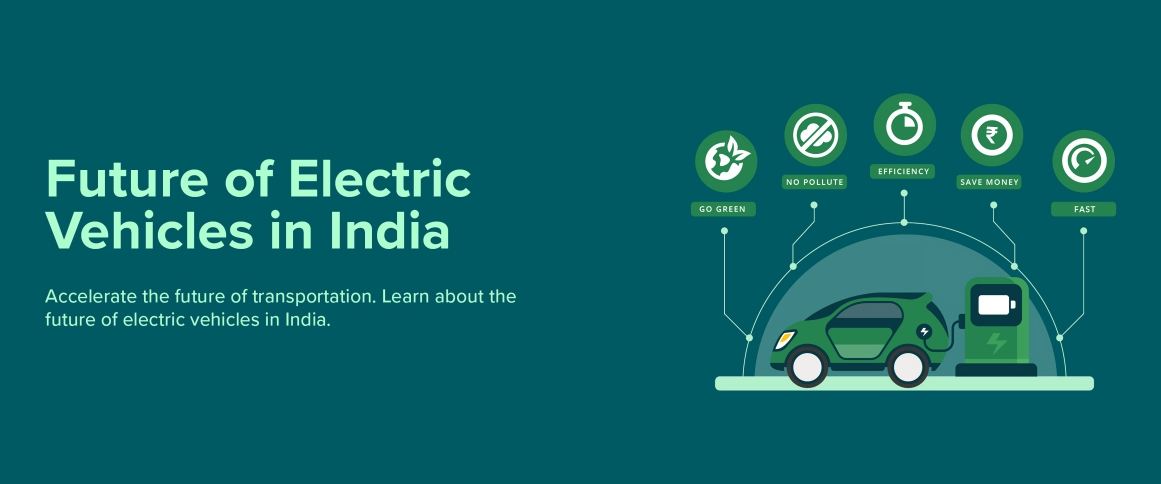 Future of Electric
Vehicles in India
Accelerate the future of transportation. Learn about the
future of electric vehicles in India.
GO GREEN
NO POLLUTE
EFFICIENCY
SAVE MONEY
FAST
₹